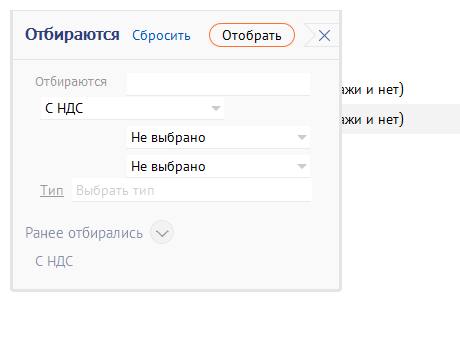 Отбираются Сбросить Отобрать
Отбираются
ажи и нет)
С НДС
ажи и нет)
Не выбрано
Не выбрано
Тип Выбрать тип
Ранее отбирались
С НДС